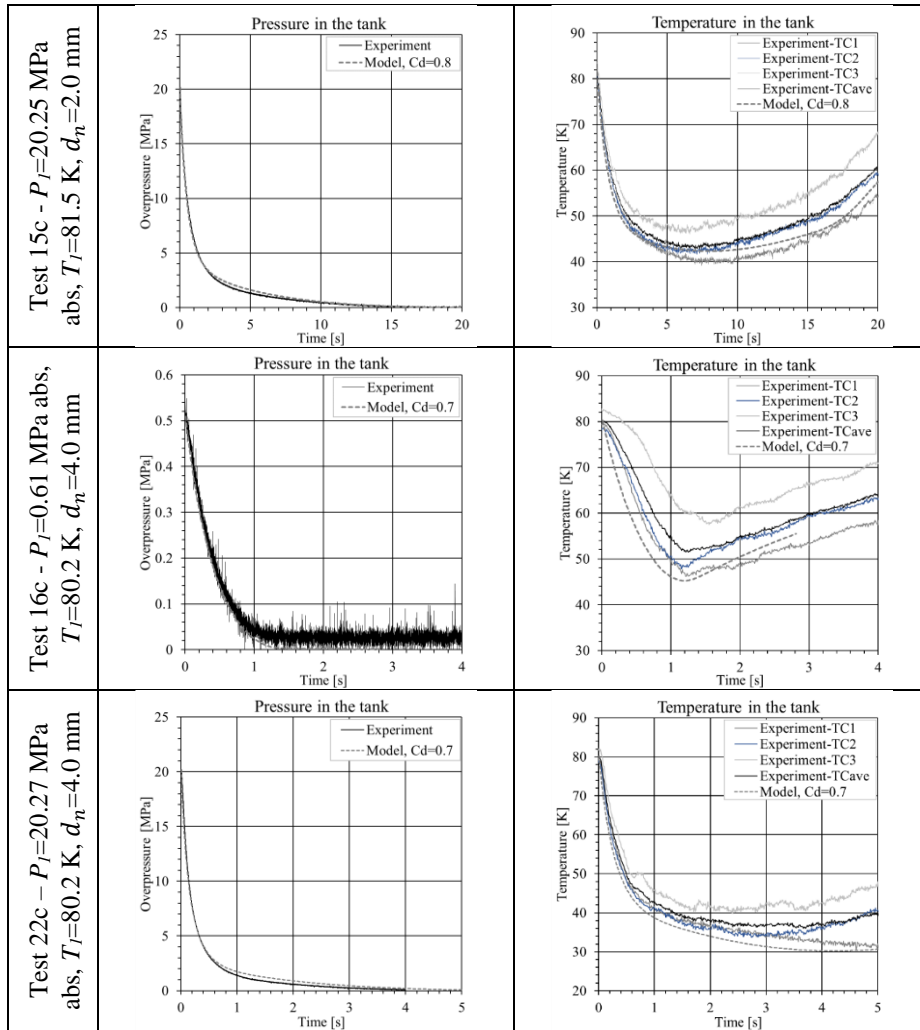 Test 15c - P1=20.25 MPa
abs, T1=81.5 K, dn=2.0 mm
Pressure in the tank
Experiment
Model, Cd=0.8
Overpressure [MPa]
25
20
15
10
5
0
0 5 10 15 20
Time [s]
Temperature in the tank
Experiment-TC1
Experiment-TC2
Experiment-TC3
Experiment-TCave
Model, Cd=0.8
Temperature [K]
90
80
70
60
50
40
30
0 5 10 15 20
Time [s]
Test 16c - P1=0.61 MPa abs,
T1=80.2 K, dn=4.0 mm
Pressure in the tank
Experiment
Model, Cd=0.7
Overpressure [MPa]
0.6
0.5
0.4
0.3
0.2
0.1
0
0 1 2 3 4
Time [s]
Temperature in the tank
Experiment-TC1
Experiment-TC2
Experiment-TC3
Experiment-TCave
Model, Cd=0.7
Temperature [K]
90
80
70
60
50
40
30
0 1 2 3 4
Time [s]
Test 22c – P1=20.27 MPa
abs, T1=80.2 K, dn=4.0 mm
Pressure in the tank
Experiment
Model, Cd=0.7
Overpressure [MPa]
25
20
15
10
5
0
0 1 2 3 4 5
Time [s]
Temperature in the tank
Experiment-TC1
Experiment-TC2
Experiment-TC3
Experiment-TCave
Model, Cd=0.7
Temperature [K]
90
80
70
60
50
40
30
20
0 1 2 3 4 5
Time [s]